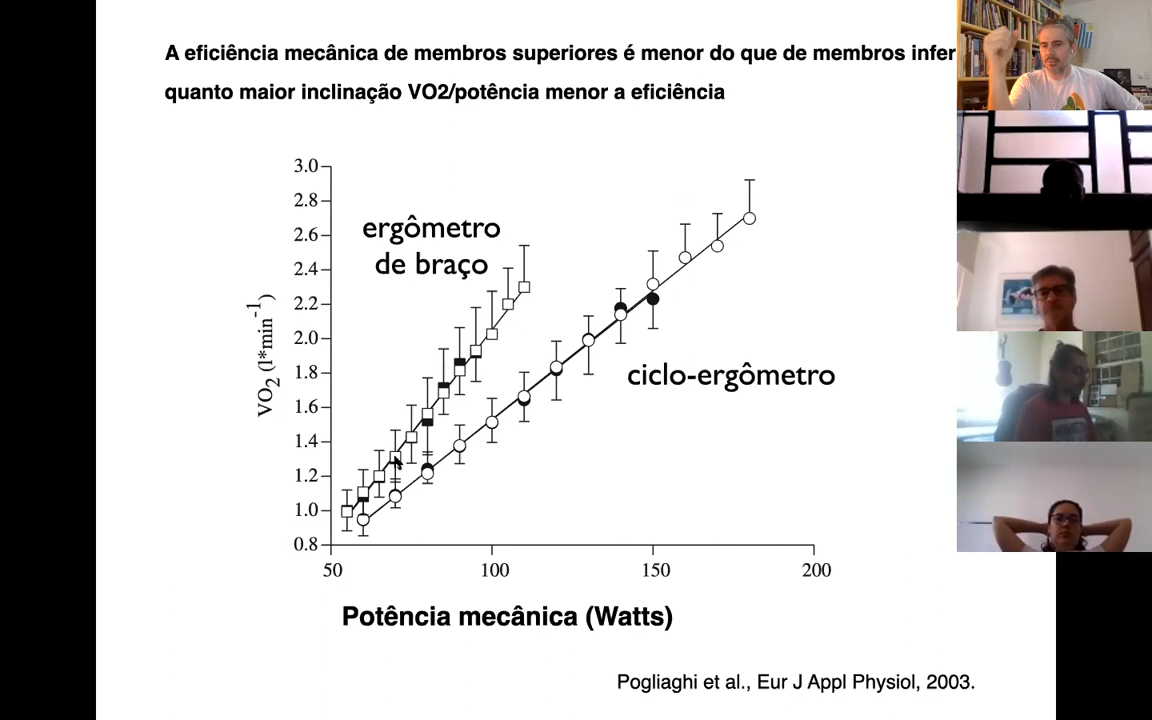 A eficiência mecânica de membros superiores é menor do que de membros infer
quanto maior inclinação VO2/potência menor a eficiência
3.0
2.8
2.6
2.4
2.2
2.0
1.8
1.6
1.4
1.2
1.0
0.8
VO2 (l*min-1)
ergômetro
de braço
ciclo-ergômetro
50 100 150 200
Potência mecânica (Watts)
Pogliaghi et al., Eur J Appl Physiol, 2003.